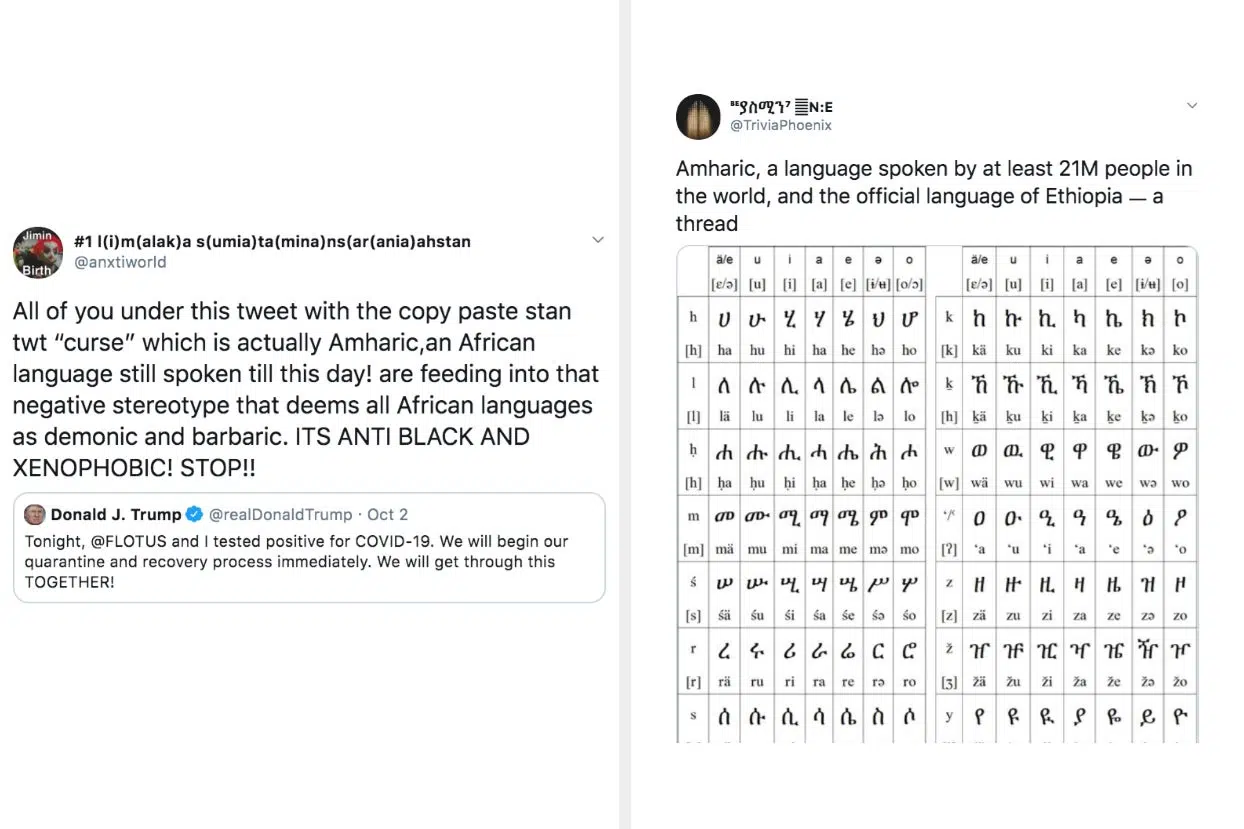 Jimin
Birth
#1 l(i)m(alak)a s(umia)ta(mina)ns(ar(ania)ahstan
@anxtiworld
All of you under this tweet with the copy paste stan
twt “curse” which is actually Amharic,an African
language still spoken till this day! are feeding into that
negative stereotype that deems all African languages
as demonic and barbaric. ITS ANTI BLACK AND
XENOPHOBIC! STOP!!
Donald J. Trump @realDonaldTrump · Oct 2
Tonight, @FLOTUS and I tested positive for COVID-19. We will begin our
quarantine and recovery process immediately. We will get through this
TOGETHER!
ያስሚን⁷ N:E
@TriviaPhoenix
Amharic, a language spoken by at least 21M people in
the world, and the official language of Ethiopia — a
thread
ä/e u i a e ə o ä/e u i a e ə o
[ɛ/ə] [u] [i] [a] [e] [ɨ/ʉ] [o/ɔ] [ɛ/ə] [u] [i] [a] [e] [ɨ/ʉ] [o]
h ሀ ሁ ሂ ሃ ሄ ህ ሆ k ከ ኩ ኪ ካ ኬ ክ ኮ
[h] ha hu hi ha he hə ho [k] kä ku ki ka ke kə ko
l ለ ሉ ሊ ላ ሌ ል ሎ ḵ ኸ ኹ ኺ ኻ ኼ ኽ ኾ
[l] lä lu li la le lə lo [h] ḵä ḵu ḵi ḵa ḵe ḵə ḵo
ḥ ሐ ሑ ሒ ሓ ሔ ሕ ሖ w ወ ዉ ዊ ዋ ዌ ው ዎ
[h] ḥa ḥu ḥi ḥa ḥe ḥə ḥo [w] wä wu wi wa we wə wo
m መ ሙ ሚ ማ ሜ ም ሞ ዐ ዑ ዒ ዓ ዔ ዕ ዖ
[m] mä mu mi ma me mə mo [ʔ] ‘a ‘u ‘i ‘a ‘e ‘ə ‘o
ś ሠ ሡ ሢ ሣ ሤ ሥ ሦ z ዘ ዙ ዚ ዛ ዜ ዝ ዞ
[s] śä śu śi śa śe śə śo [z] zä zu zi za ze zə zo
r ረ ሩ ሪ ራ ሬ ር ሮ ž ዠ ዡ ዢ ዣ ዤ ዥ ዦ
[r] rä ru ri ra re rə ro [ʒ] žä žu ži ža že žə žo
s ሰ ሱ ሲ ሳ ሴ ስ ሶ y የ ዩ ዪ ያ ዬ ይ ዮ